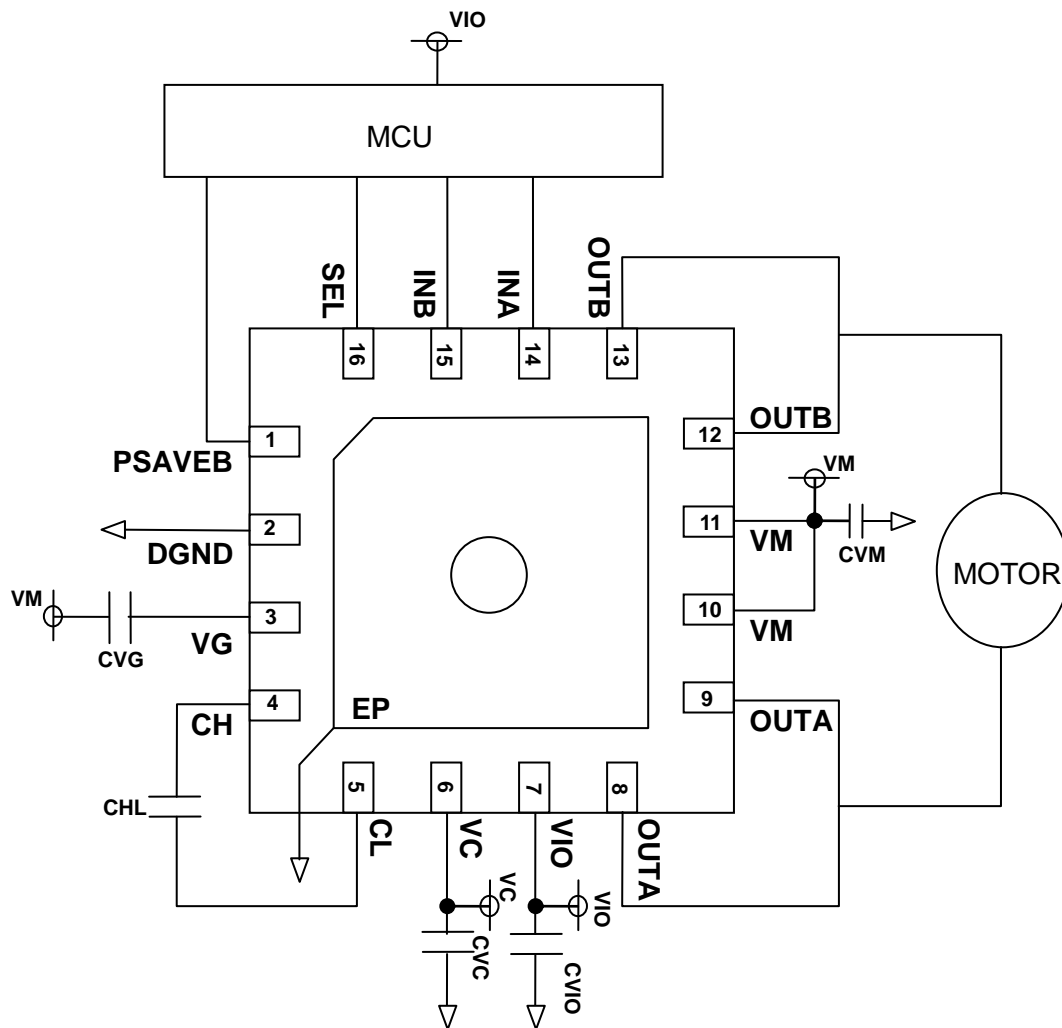 VIO
MCU
SEL
INB
INA
OUTB
16
15
14
13
1
PSAVEB
12
OUTB
2
DGND
VM
11
VM
CVM
MOTOR
VM
3
VG
CVG
10
VM
4
CH
EP
9
OUTA
CHL
5
6
7
8
CL
VC
VIO
OUTA
VC
VIO
CVC
CVIO